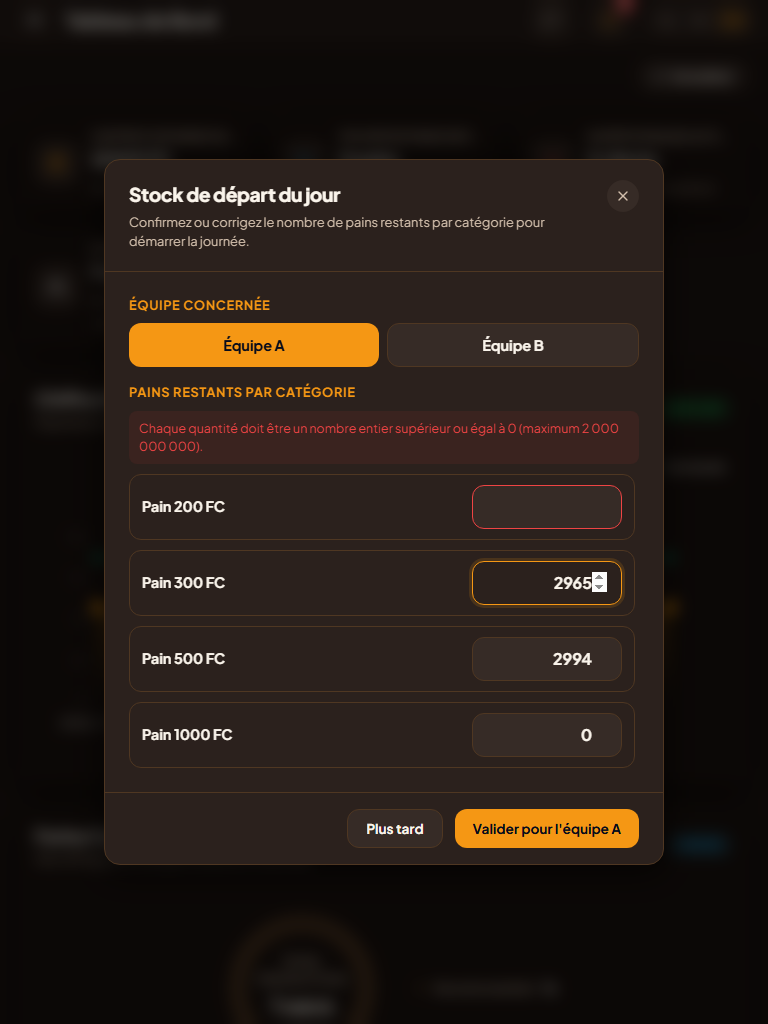 Stock de départ du jour
Confirmez ou corrigez le nombre de pains restants par catégorie pour
démarrer la journée.
ÉQUIPE CONCERNÉE
Équipe A
Équipe B
PAINS RESTANTS PAR CATÉGORIE
Chaque quantité doit être un nombre entier supérieur ou égal à 0 (maximum 2 000
000 000).
Pain 200 FC
Pain 300 FC
2965
Pain 500 FC
2994
Pain 1000 FC
0
Plus tard
Valider pour l'équipe A